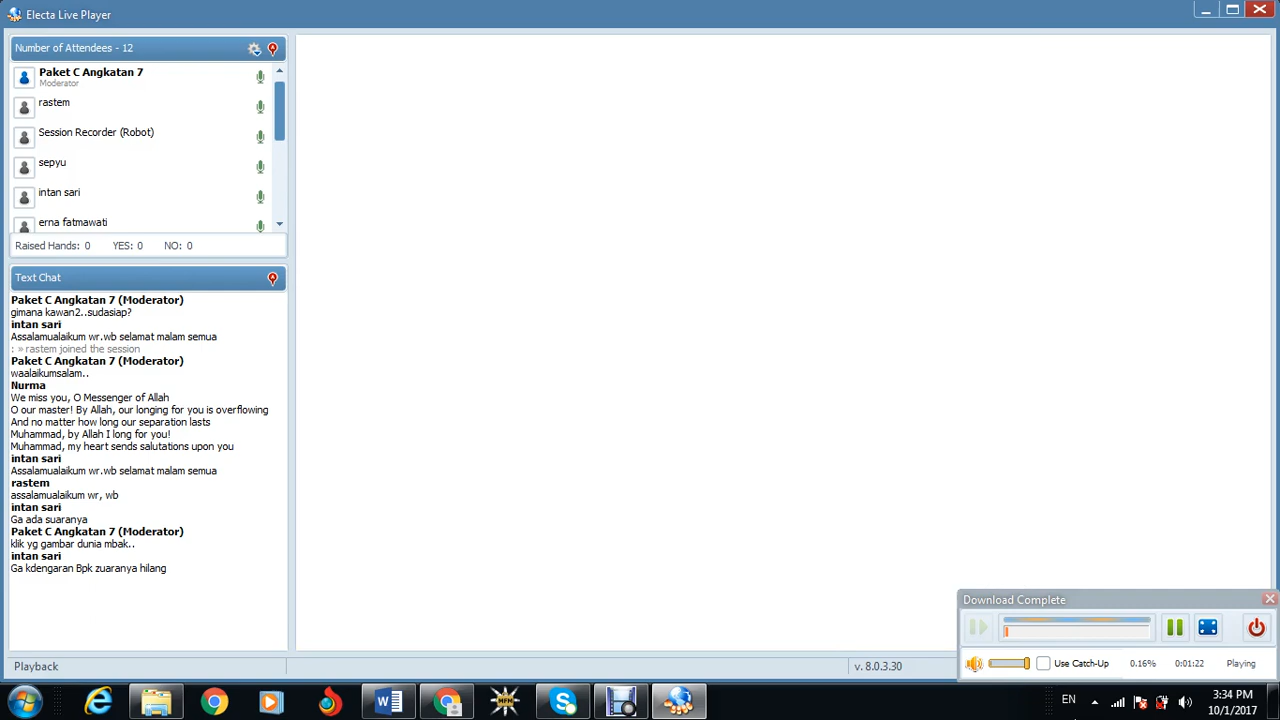 Electa Live Player
Number of Attendees - 12
Paket C Angkatan 7
Moderator
rastem
Session Recorder (Robot)
sepyu
intan sari
erna fatmawati
Raised Hands: 0 YES: 0 NO: 0
Text Chat
Paket C Angkatan 7 (Moderator)
gimana kawan2..sudasiap?
intan sari
Assalamualaikum wr.wb selamat malam semua
: » rastem joined the session
Paket C Angkatan 7 (Moderator)
waalaikumsalam..
Nurma
We miss you, O Messenger of Allah
O our master! By Allah, our longing for you is overflowing
And no matter how long our separation lasts
Muhammad, by Allah I long for you!
Muhammad, my heart sends salutations upon you
intan sari
Assalamualaikum wr.wb selamat malam semua
rastem
assalamualaikum wr, wb
intan sari
Ga ada suaranya
Paket C Angkatan 7 (Moderator)
klik yg gambar dunia mbak..
intan sari
Ga kdengaran Bpk zuaranya hilang
Download Complete
Use Catch-Up 0.16% 0:01:22 Playing
Playback
v. 8.0.3.30
EN
3:34 PM
10/1/2017